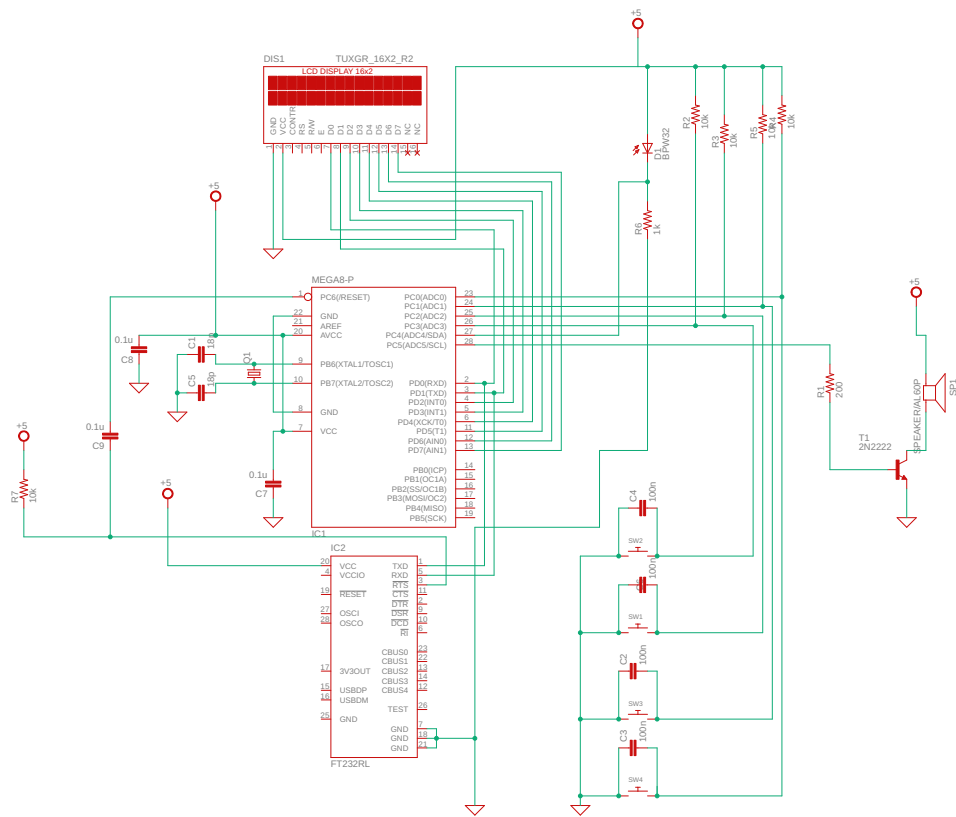 +5
DIS1
TUXGR_16X2_R2
LCD DISPLAY 16x2
GND
VCC
CONTR
RS
R/W
E
D0
D1
D2
D3
D4
D5
D6
D7
NC
NC
1
2
3
4
5
6
7
8
9
10
11
12
13
14
15
16
D1
BPW32
R2
10k
R3
10k
R5
10k
R4
10k
R6
1k
+5
MEGA8-P
1 PC6(/RESET)
22 GND
21 AREF
20 AVCC
9 PB6(XTAL1/TOSC1)
10 PB7(XTAL2/TOSC2)
8 GND
7 VCC
PC0(ADC0) 23
PC1(ADC1) 24
PC2(ADC2) 25
PC3(ADC3) 26
PC4(ADC4/SDA) 27
PC5(ADC5/SCL) 28
PD0(RXD) 2
PD1(TXD) 3
PD2(INT0) 4
PD3(INT1) 5
PD4(XCK/T0) 6
PD5(T1) 11
PD6(AIN0) 12
PD7(AIN1) 13
PB0(ICP) 14
PB1(OC1A) 15
PB2(SS/OC1B) 16
PB3(MOSI/OC2) 17
PB4(MISO) 18
PB5(SCK) 19
IC1
0.1u
C8
C1
18p
C5
18p
Q1
0.1u
C9
0.1u
C7
+5
R7
10k
+5
+5
R1
200
T1
2N2222
SPEAKER/AL60P
SP1
IC2
20 VCC
4 VCCIO
19 RESET
27 OSCI
28 OSCO
17 3V3OUT
15 USBDP
16 USBDM
25 GND
TXD 1
RXD 5
RTS 3
CTS 11
DTR 2
DSR 9
DCD 10
RI 6
CBUS0 23
CBUS1 22
CBUS2 13
CBUS3 14
CBUS4 12
TEST 26
GND 7
GND 18
GND 21
FT232RL
C4
100n
SW2
100n
SW1
C2
100n
SW3
C3
100n
SW4